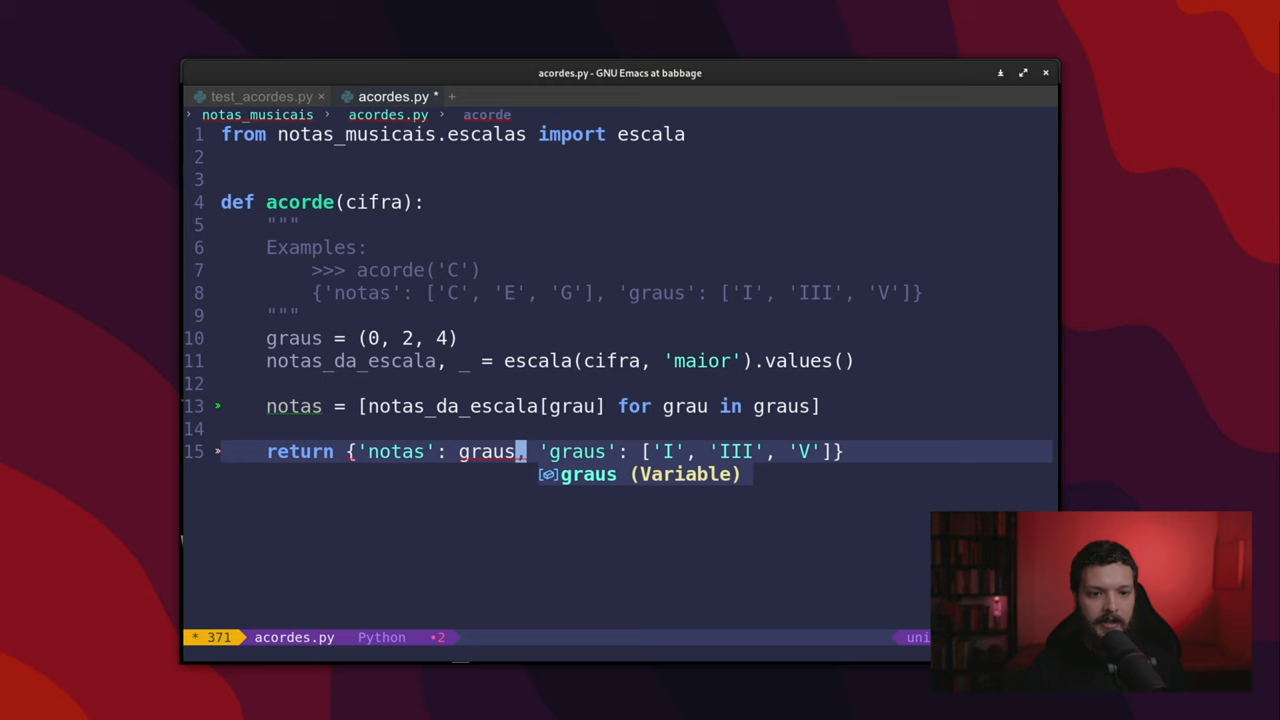 acordes.py - GNU Emacs at babbage
test_acordes.py × acordes.py * +
› notas_musicais › acordes.py › acorde
1 from notas_musicais.escalas import escala
2
3
4 def acorde(cifra):
5 """
6 Examples:
7 >>> acorde('C')
8 {'notas': ['C', 'E', 'G'], 'graus': ['I', 'III', 'V']}
9 """
10 graus = (0, 2, 4)
11 notas_da_escala, _ = escala(cifra, 'maior').values()
12
13 » notas = [notas_da_escala[grau] for grau in graus]
14
15 » return {'notas': graus, 'graus': ['I', 'III', 'V']}
graus (Variable)
* 371 acordes.py Python •2